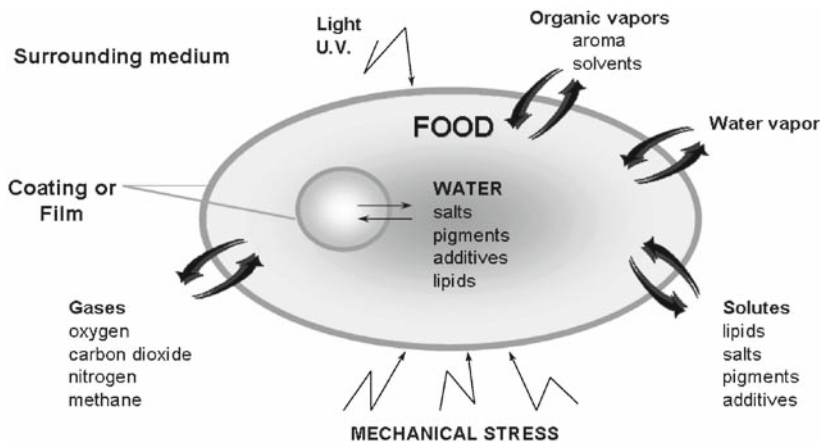 Light
U.V.
Organic vapors
aroma
solvents
Surrounding medium
FOOD
Water vapor
Coating or
Film
WATER
salts
pigments
additives
lipids
Gases
oxygen
carbon dioxide
nitrogen
methane
Solutes
lipids
salts
pigments
additives
MECHANICAL STRESS